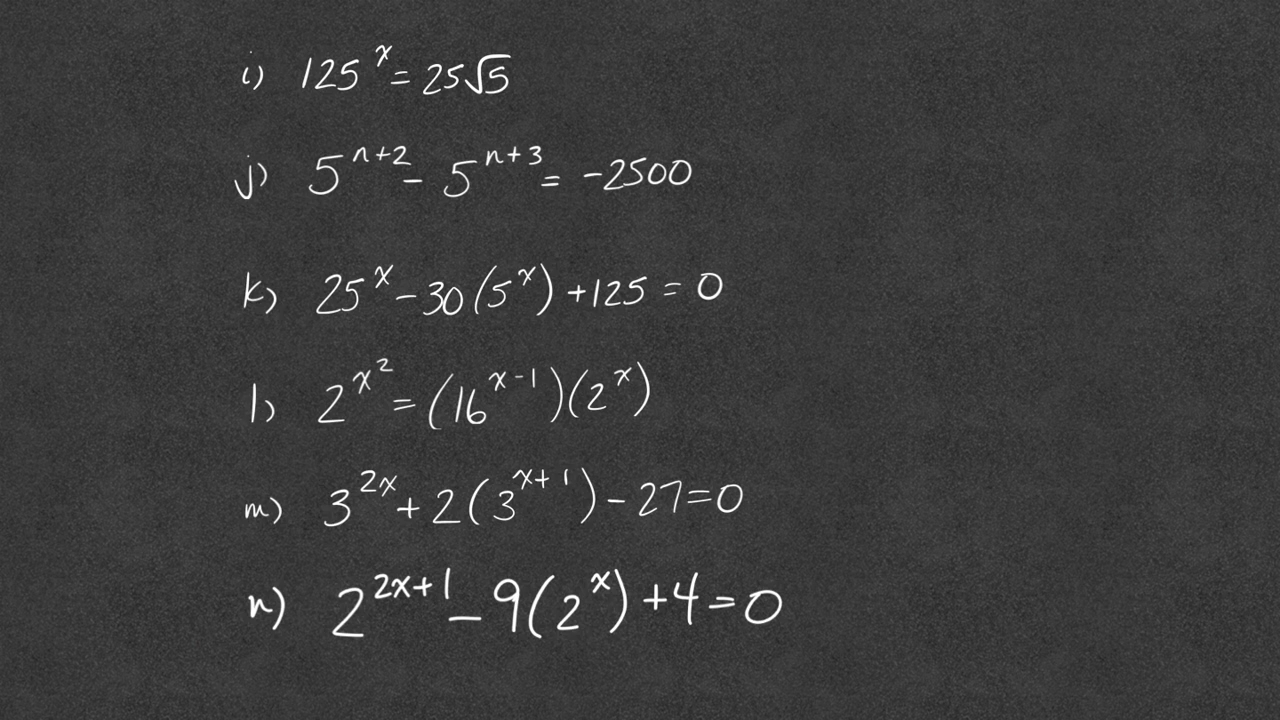 i) 125^x = 25√5
j) 5^{n+2} - 5^{n+3} = -2500
k) 25^x - 30(5^x) + 125 = 0
l) 2^{x^2} = (16^{x-1})(2^x)
m) 3^{2x} + 2(3^{x+1}) - 27 = 0
n) 2^{2x+1} - 9(2^x) + 4 = 0